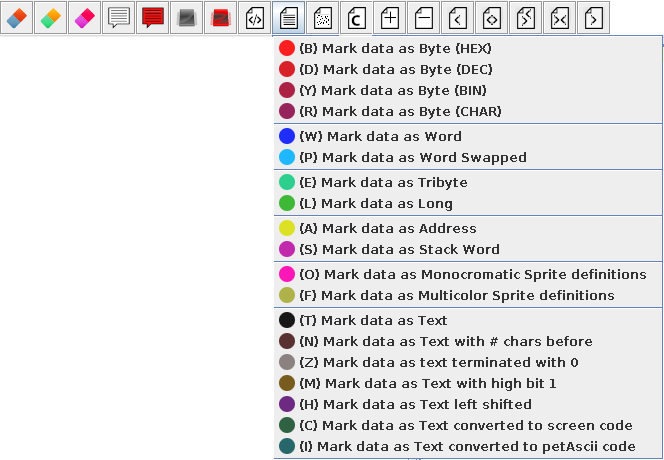 C
(B) Mark data as Byte (HEX)
(D) Mark data as Byte (DEC)
(Y) Mark data as Byte (BIN)
(R) Mark data as Byte (CHAR)
(W) Mark data as Word
(P) Mark data as Word Swapped
(E) Mark data as Tribyte
(L) Mark data as Long
(A) Mark data as Address
(S) Mark data as Stack Word
(O) Mark data as Monocromatic Sprite definitions
(F) Mark data as Multicolor Sprite definitions
(T) Mark data as Text
(N) Mark data as Text with # chars before
(Z) Mark data as text terminated with 0
(M) Mark data as Text with high bit 1
(H) Mark data as Text left shifted
(C) Mark data as Text converted to screen code
(I) Mark data as Text converted to petAscii code